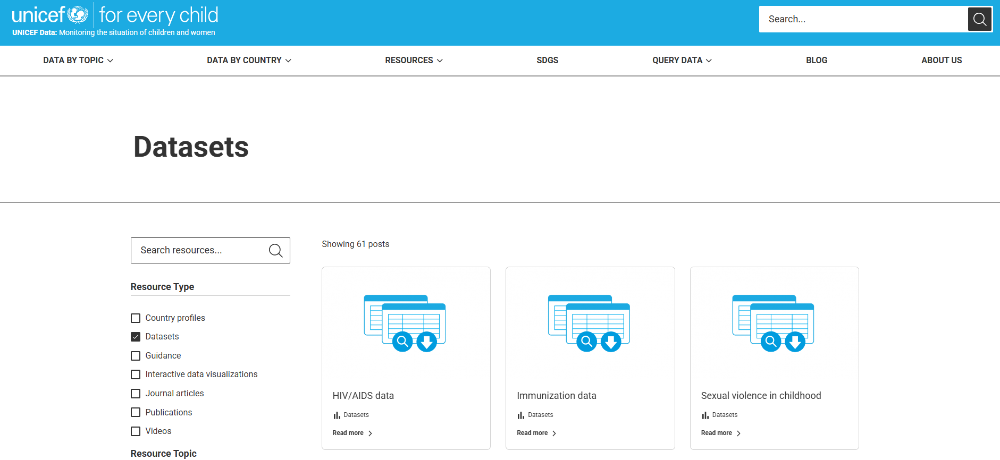 unicef for every child
UNICEF Data: Monitoring the situation of children and women
Search...
DATA BY TOPIC
DATA BY COUNTRY
RESOURCES
SDGS
QUERY DATA
BLOG
ABOUT US
Datasets
Search resources...
Resource Type
Country profiles
Datasets
Guidance
Interactive data visualizations
Journal articles
Publications
Videos
Resource Topic
Showing 61 posts
HIV/AIDS data
Datasets
Read more
Immunization data
Datasets
Read more
Sexual violence in childhood
Datasets
Read more